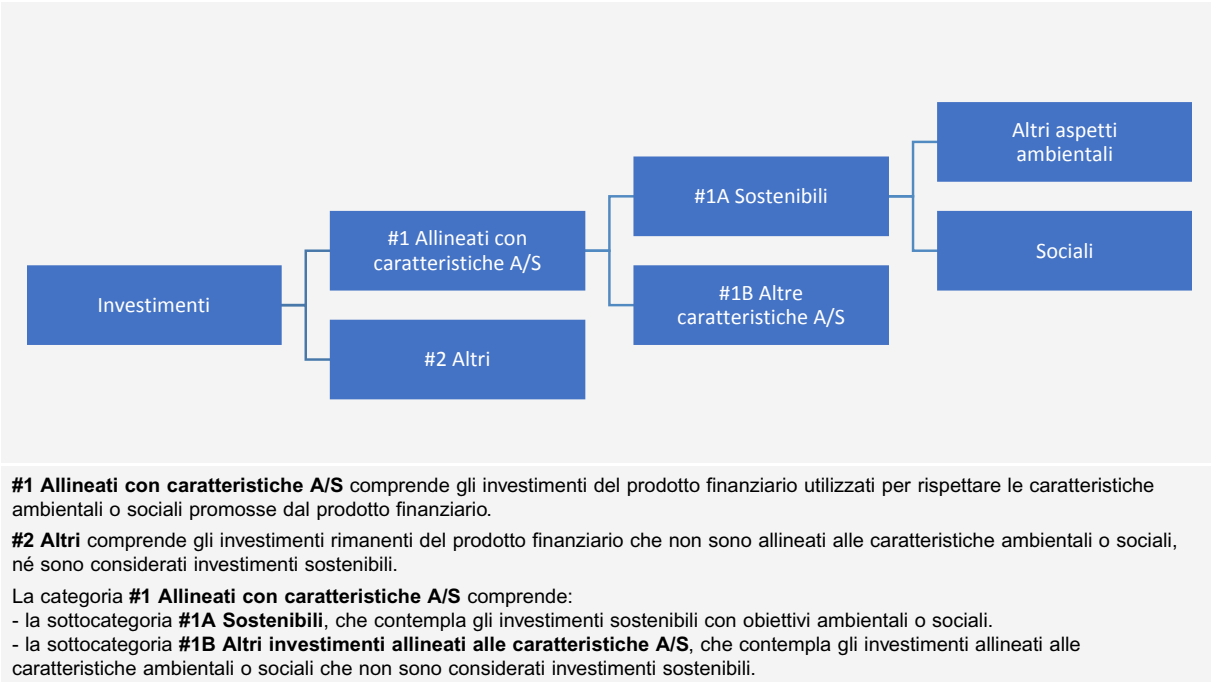 Investimenti
#1 Allineati con
caratteristiche A/S
#2 Altri
#1A Sostenibili
#1B Altre
caratteristiche A/S
Altri aspetti
ambientali
Sociali
#1 Allineati con caratteristiche A/S comprende gli investimenti del prodotto finanziario utilizzati per rispettare le caratteristiche
ambientali o sociali promosse dal prodotto finanziario.
#2 Altri comprende gli investimenti rimanenti del prodotto finanziario che non sono allineati alle caratteristiche ambientali o sociali,
né sono considerati investimenti sostenibili.
La categoria #1 Allineati con caratteristiche A/S comprende:
- la sottocategoria #1A Sostenibili, che contempla gli investimenti sostenibili con obiettivi ambientali o sociali.
- la sottocategoria #1B Altri investimenti allineati alle caratteristiche A/S, che contempla gli investimenti allineati alle
caratteristiche ambientali o sociali che non sono considerati investimenti sostenibili.